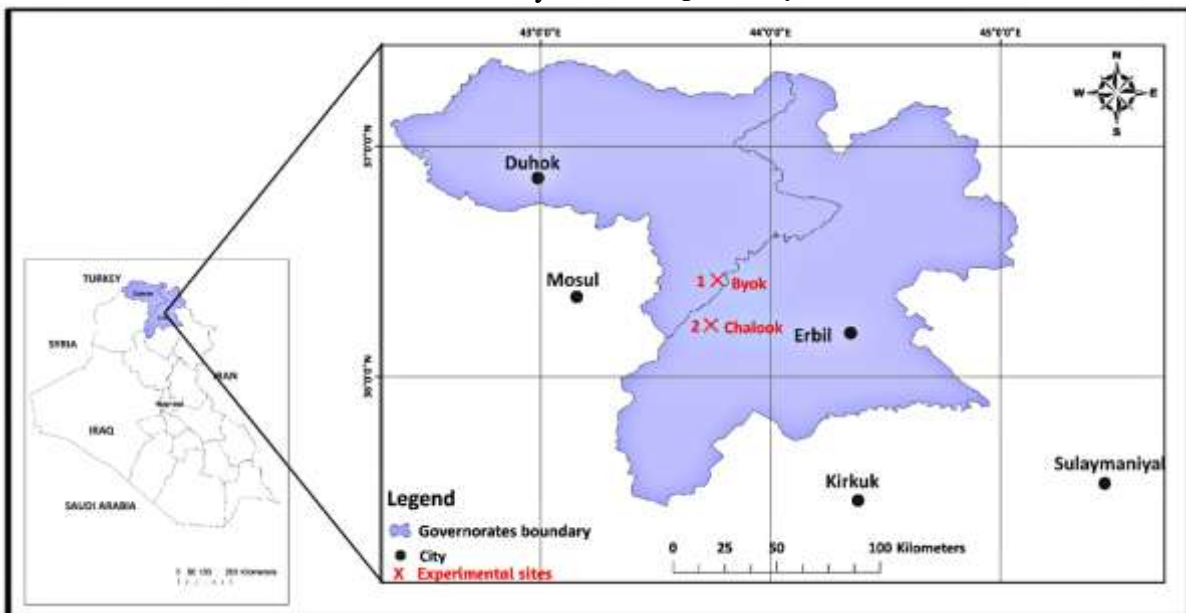 43°0'0"E 44°0'0"E 45°0'0"E
N
W E
S
37°0'0"N
Duhok
Mosul
1 Byok
2 Chalook
Erbil
36°0'0"N
Sulaymaniyal
Kirkuk
Legend
Governorates boundary
City
X Experimental sites
0 25 50 100 Kilometers
TURKEY
SYRIA
IRAN
IRAQ
SAUDI ARABIA